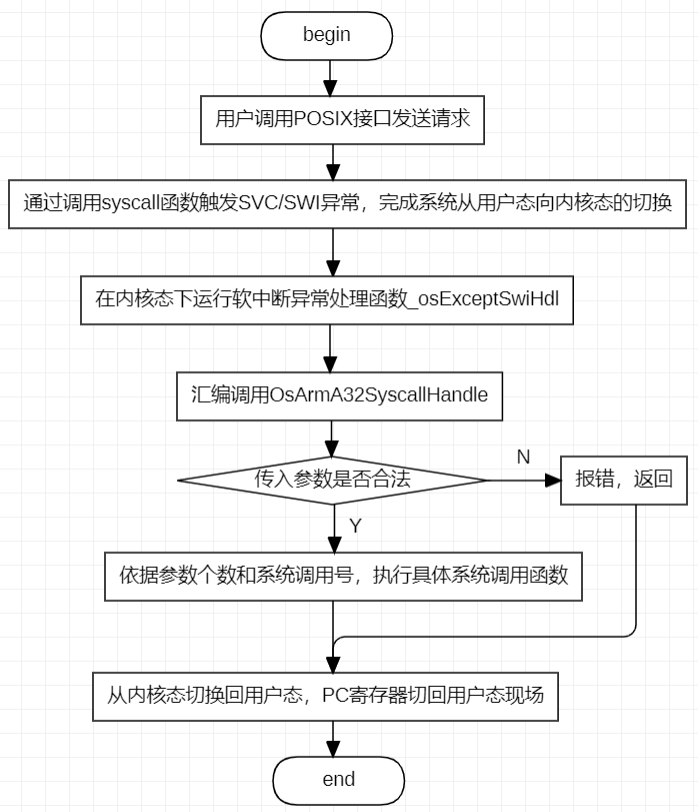 begin
用户调用POSIX接口发送请求
通过调用syscall函数触发SVC/SWI异常，完成系统从用户态向内核态的切换
在内核态下运行软中断异常处理函数_osExceptSwiHdl
汇编调用OsArmA32SyscallHandle
传入参数是否合法
N
报错，返回
Y
依据参数个数和系统调用号，执行具体系统调用函数
从内核态切换回用户态，PC寄存器切回用户态现场
end